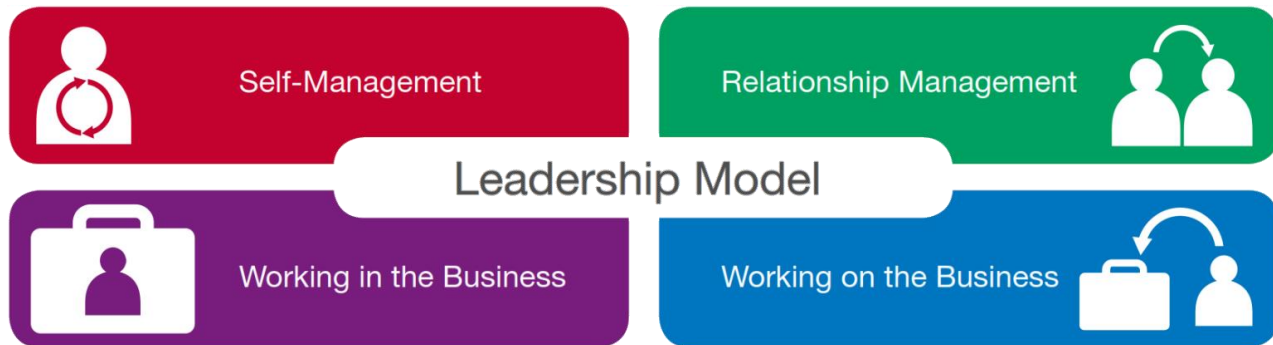 Self-Management
Relationship Management
Leadership Model
Working in the Business
Working on the Business